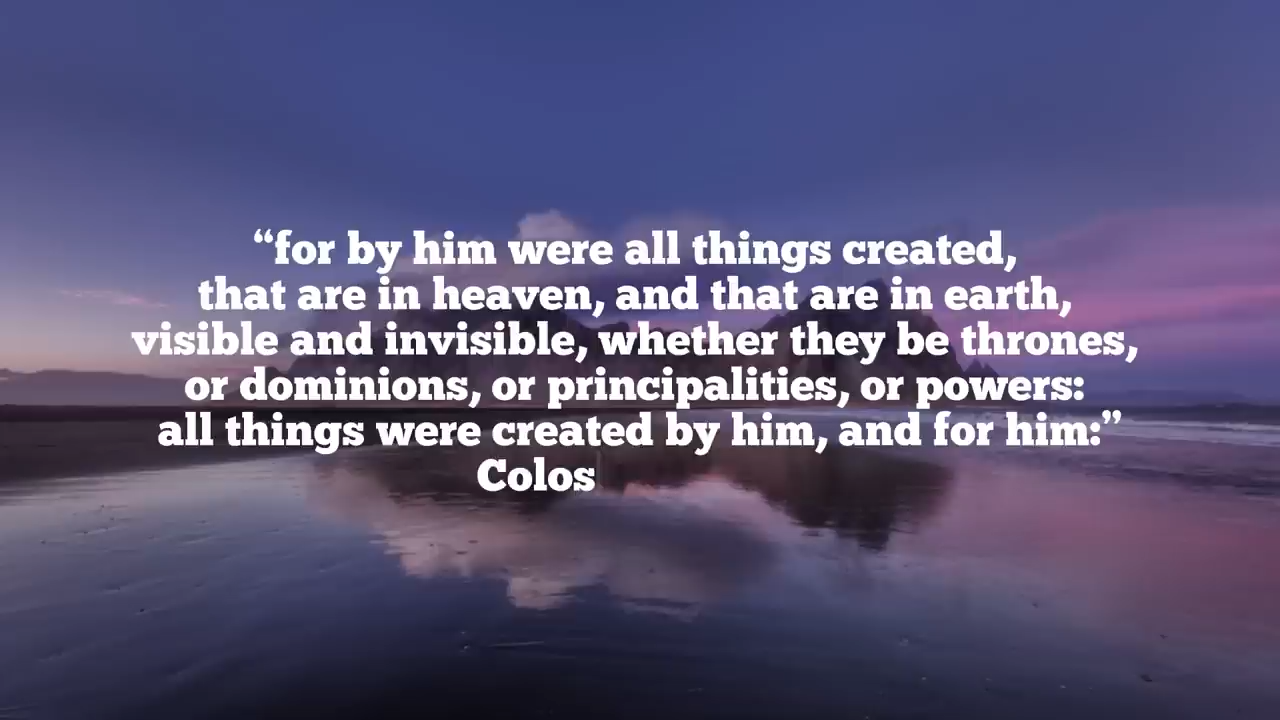 “for by him were all things created,
that are in heaven, and that are in earth,
visible and invisible, whether they be thrones,
or dominions, or principalities, or powers:
all things were created by him, and for him:”
Colos